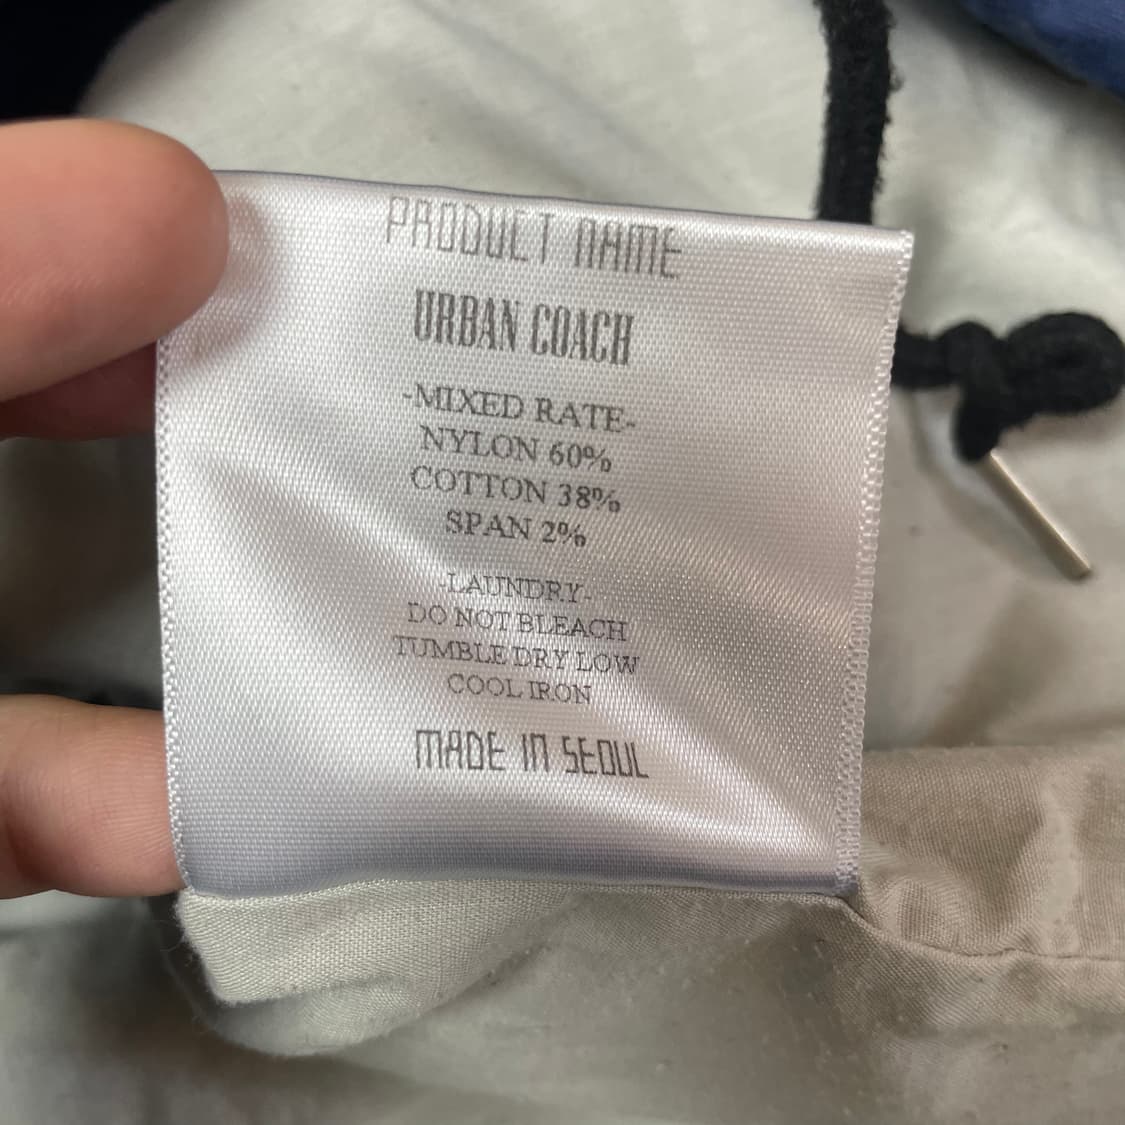 PRODUCT NAME
URBAN COACH
-MIXED RATE-
NYLON 60%
COTTON 38%
SPAN 2%
-LAUNDRY-
DO NOT BLEACH
TUMBLE DRY LOW
COOL IRON
MADE IN SEOUL